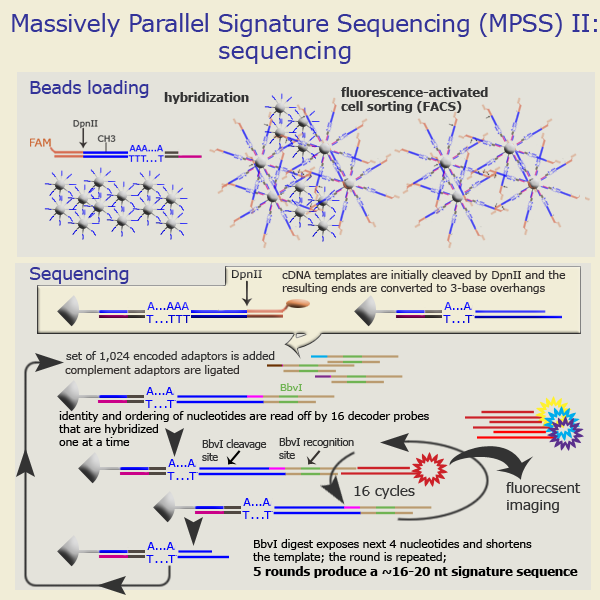 Massively Parallel Signature Sequencing (MPSS) II:
sequencing
Beads loading
hybridization
fluorescence-activated
cell sorting (FACS)
DpnII
FAM
CH3
AAA...A
TTT...T
Sequencing
DpnII
cDNA templates are initially cleaved by DpnII and the
resulting ends are converted to 3-base overhangs
A...AAA
T...TTT
A...A
T...T
set of 1,024 encoded adaptors is added
complement adaptors are ligated
BbvI
A...A
T...T
identity and ordering of nucleotides are read off by 16 decoder probes
that are hybridized
one at a time
BbvI cleavage
site
BbvI recognition
site
A...A
T...T
16 cycles
fluorecsent
imaging
A...A
T...T
BbvI digest exposes next 4 nucleotides and shortens
the template; the round is repeated;
5 rounds produce a ~16-20 nt signature sequence
A...A
T...T